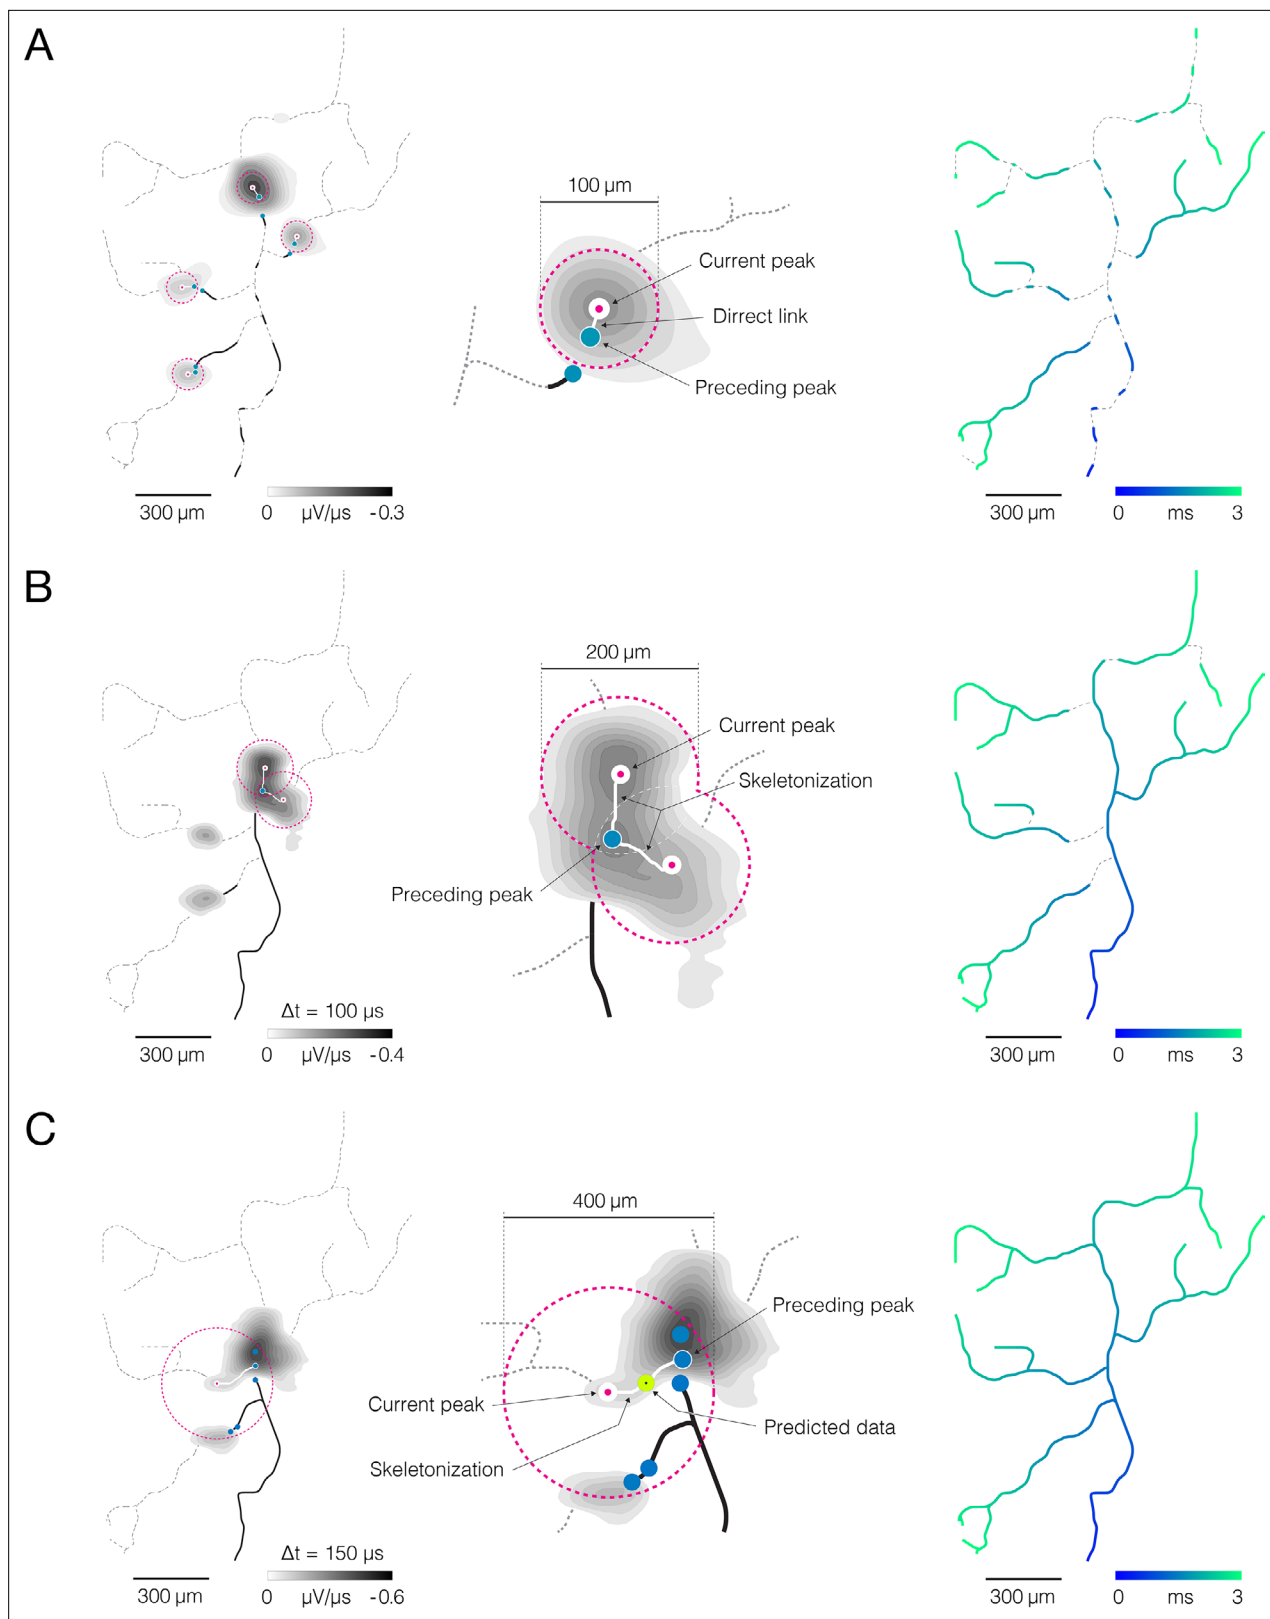 A
100 µm
Current peak
Dirrect link
Preceding peak
300 µm
0 µV/µs -0.3
300 µm
0 ms 3
B
200 µm
Current peak
Skeletonization
Preceding peak
Δt = 100 µs
300 µm
0 µV/µs -0.4
300 µm
0 ms 3
C
400 µm
Preceding peak
Current peak
Predicted data
Skeletonization
Δt = 150 µs
300 µm
0 µV/µs -0.6
300 µm
0 ms 3